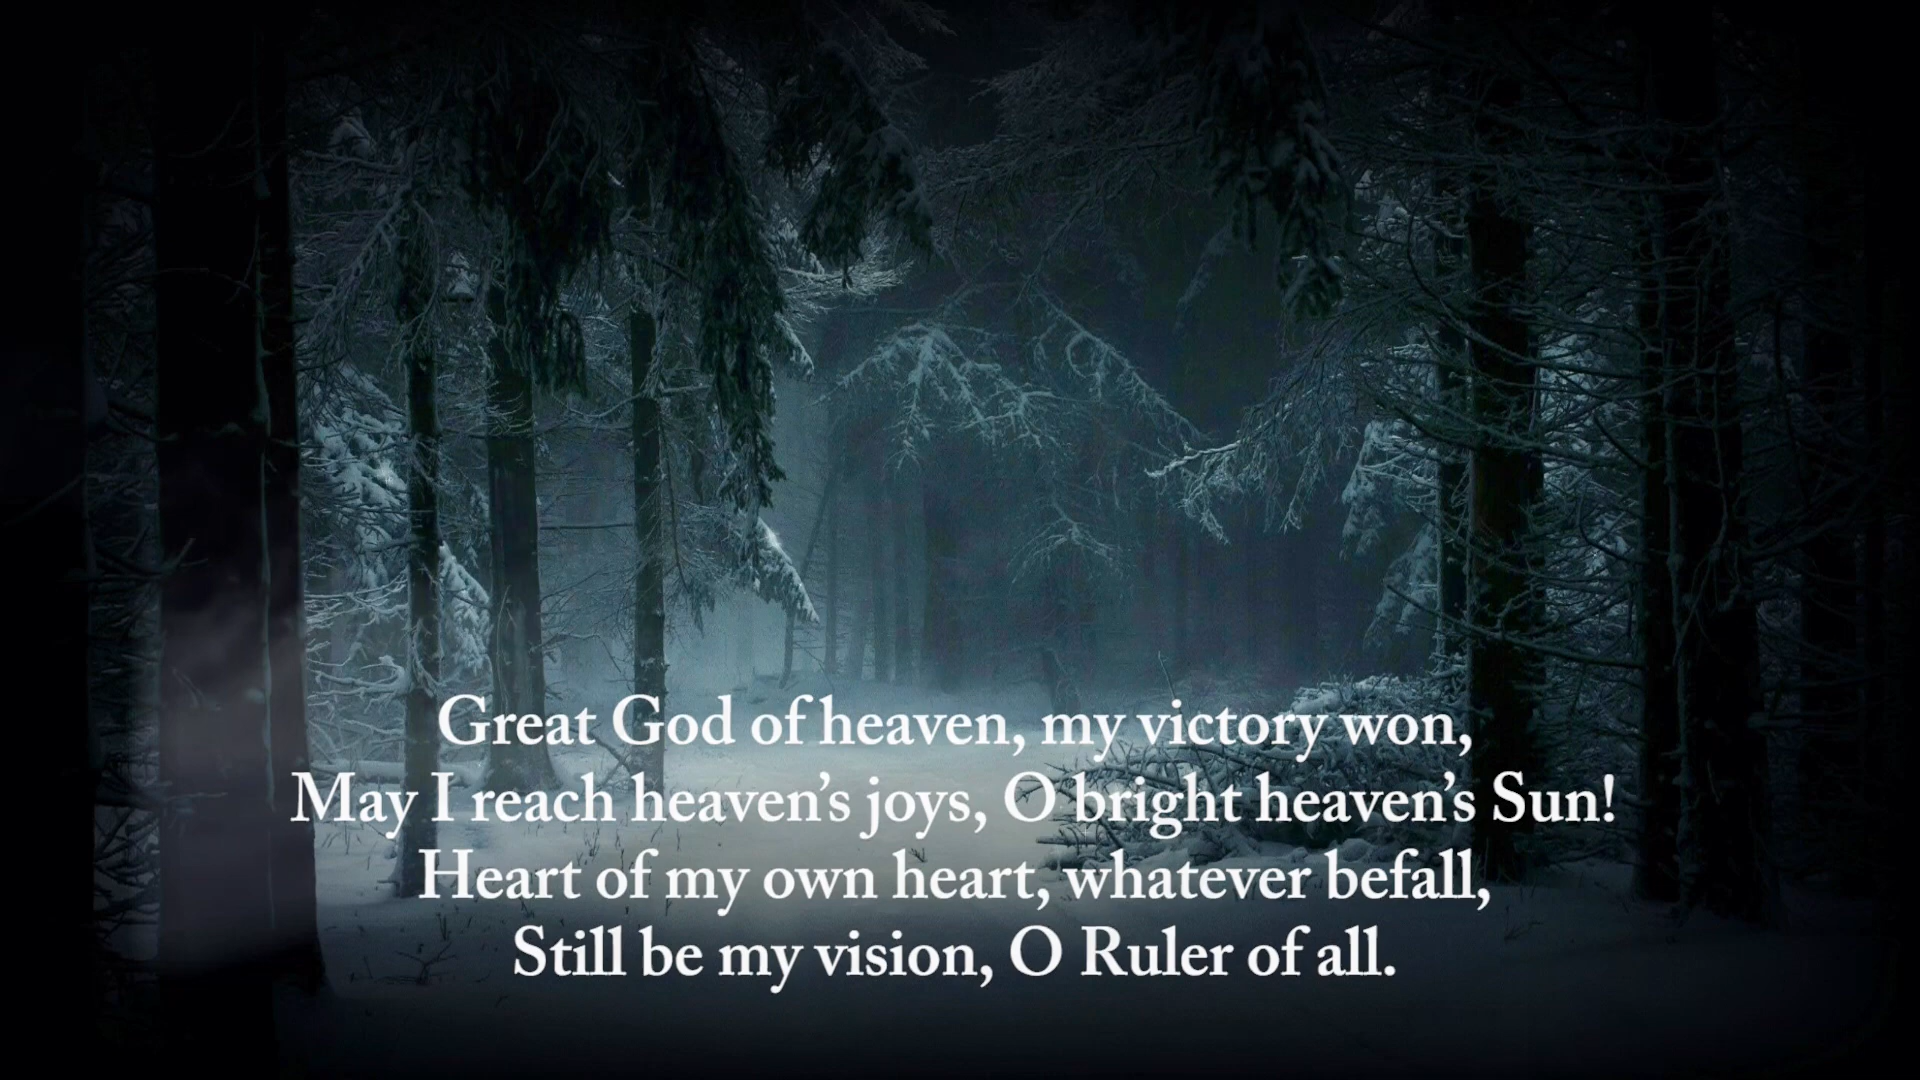 Great God of heaven, my victory won,
May I reach heaven's joys, O bright heaven's Sun!
Heart of my own heart, whatever befall,
Still be my vision, O Ruler of all.